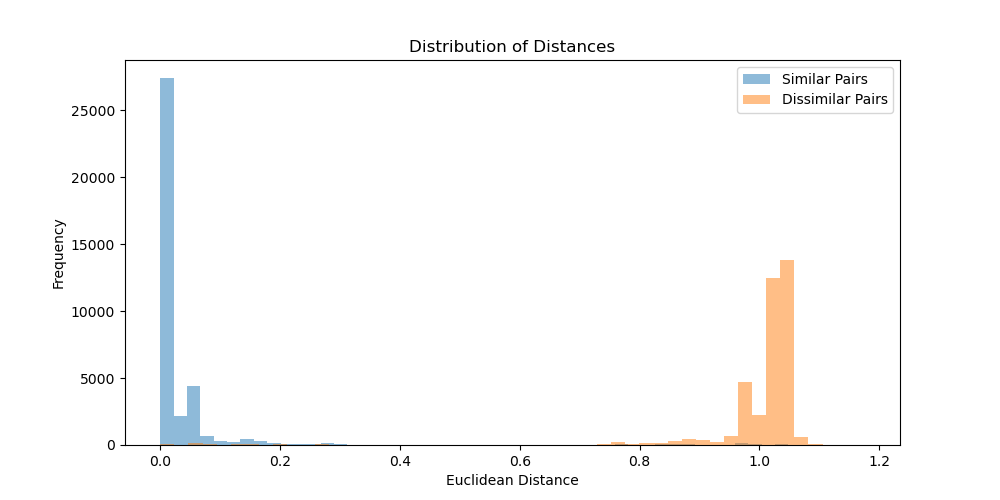 Distribution of Distances
Similar Pairs
Dissimilar Pairs
Frequency
25000
20000
15000
10000
5000
0
0.0 0.2 0.4 0.6 0.8 1.0 1.2
Euclidean Distance